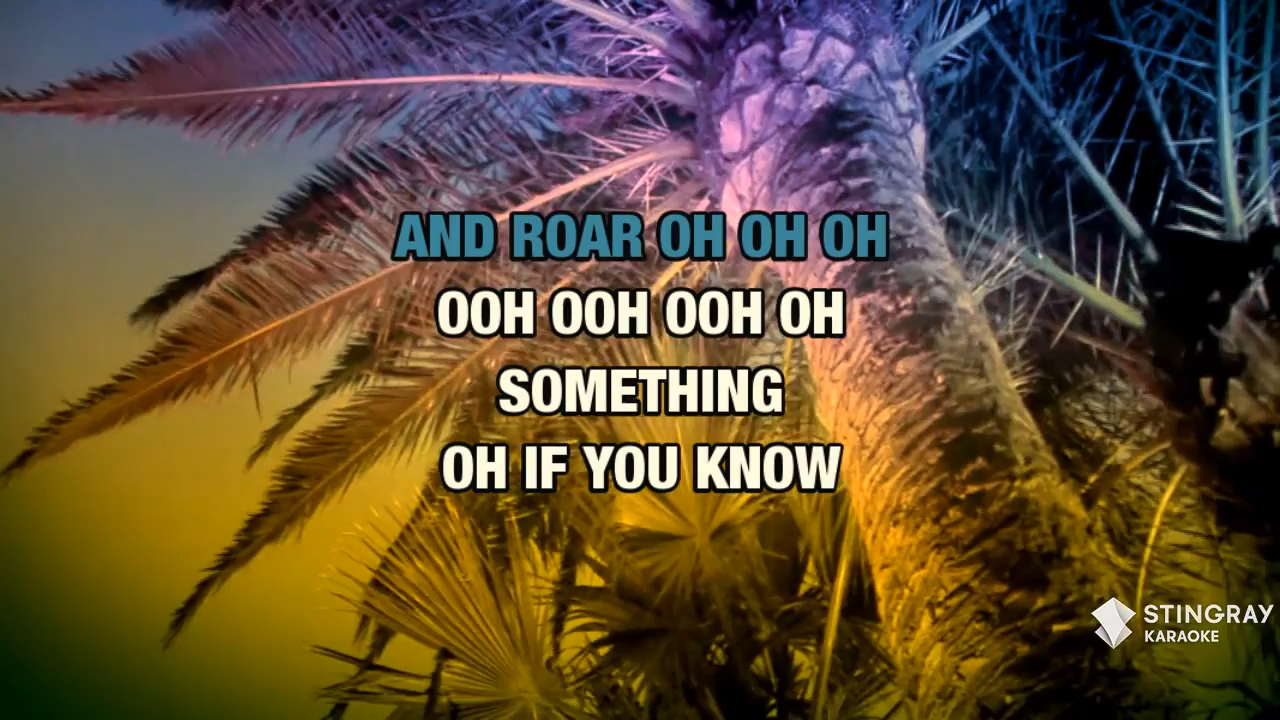 AND ROAR OH OH OH
OOH OOH OOH OH
SOMETHING
OH IF YOU KNOW
STINGRAY
KARAOKE